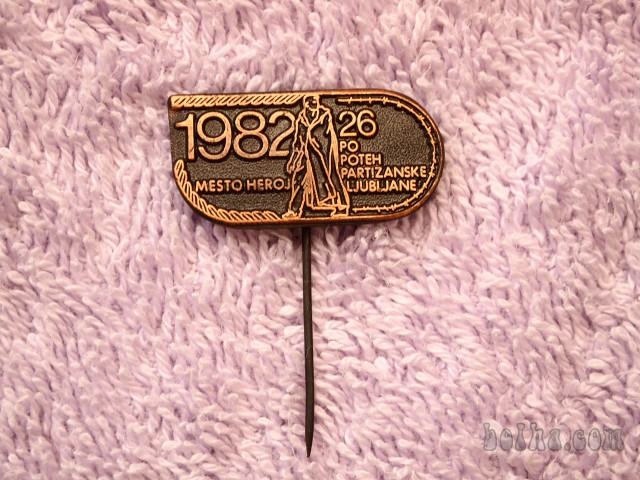 1982
MESTO HEROJ
26
PO
POTEH
PARTIZANSKE
LJUBLJANE
bolha.com